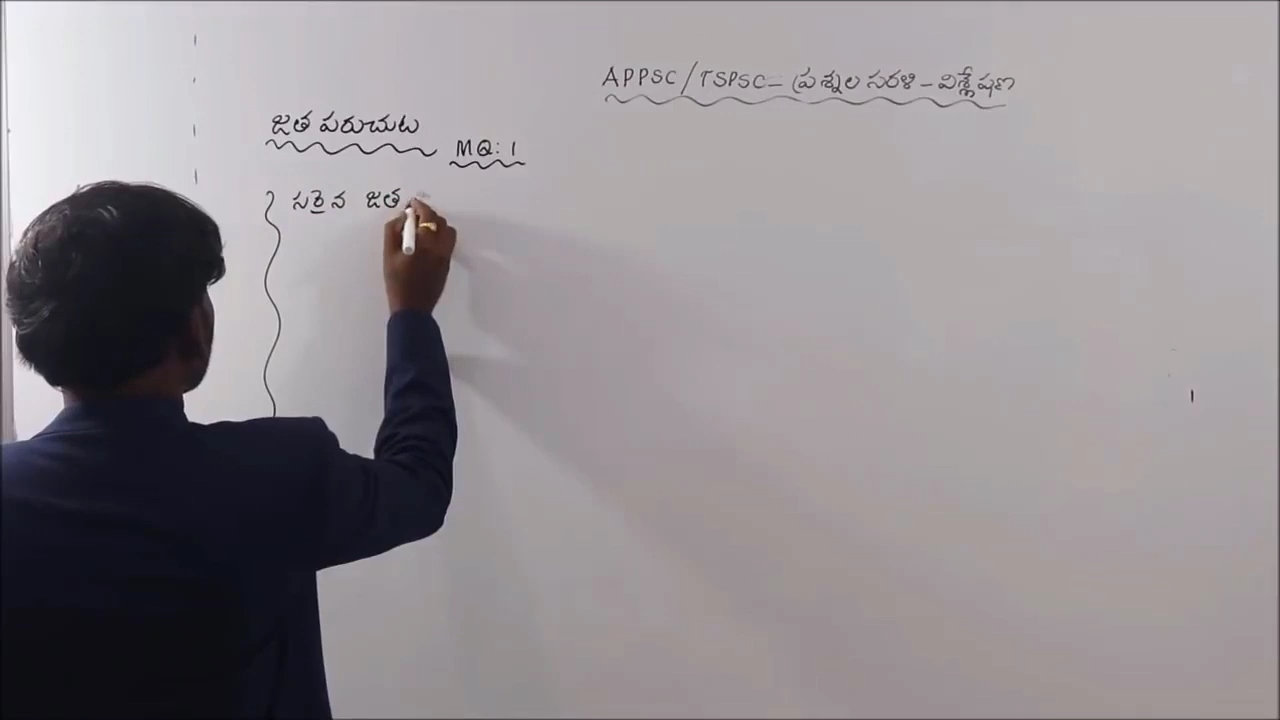 APPSC/TSPSC- ప్రశ్నల సరళి - విశ్లేషణ
జత పరుచుట
MQ: 1
సరైన జత